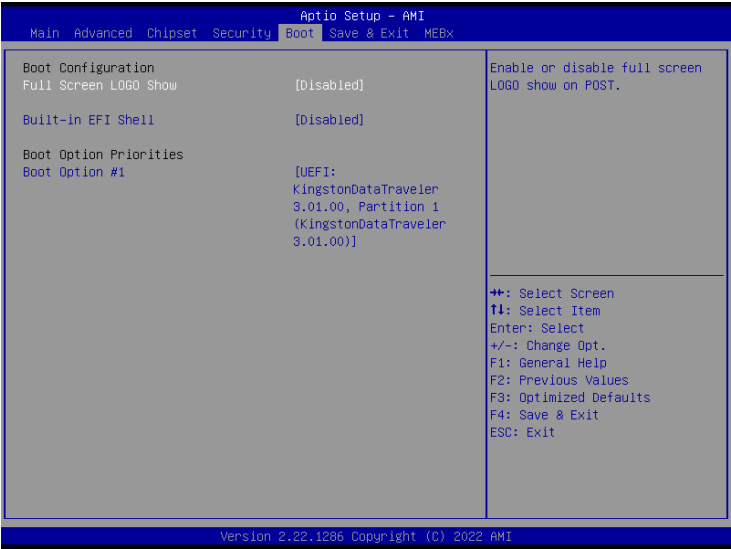 Aptio Setup - AMI
Main Advanced Chipset Security Boot Save & Exit MEBx
Boot Configuration
Full Screen LOGO Show [Disabled]
Built-in EFI Shell [Disabled]
Boot Option Priorities
Boot Option #1 [UEFI:
KingstonDataTraveler
3.01.00, Partition 1
(KingstonDataTraveler
3.01.00)]
Enable or disable full screen
LOGO show on POST.
→←: Select Screen
↑↓: Select Item
Enter: Select
+/-: Change Opt.
F1: General Help
F2: Previous Values
F3: Optimized Defaults
F4: Save & Exit
ESC: Exit
Version 2.22.1286 Copyright (C) 2022 AMI